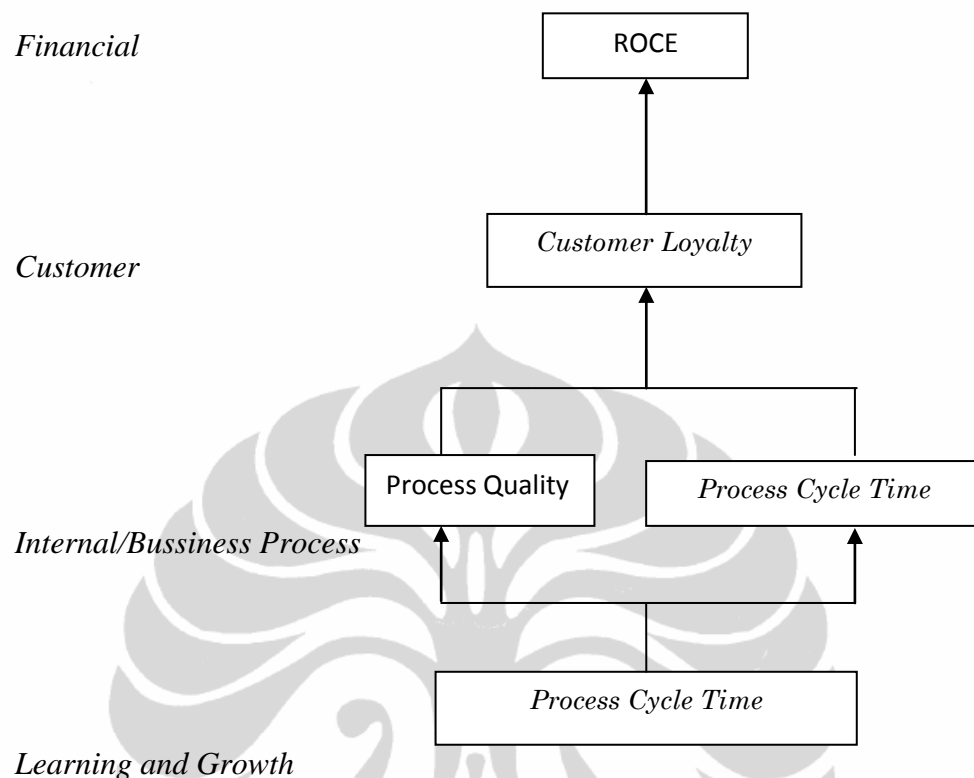 Financial
ROCE
Customer Loyalty
Customer
Process Quality
Process Cycle Time
Internal/Bussiness Process
Process Cycle Time
Learning and Growth